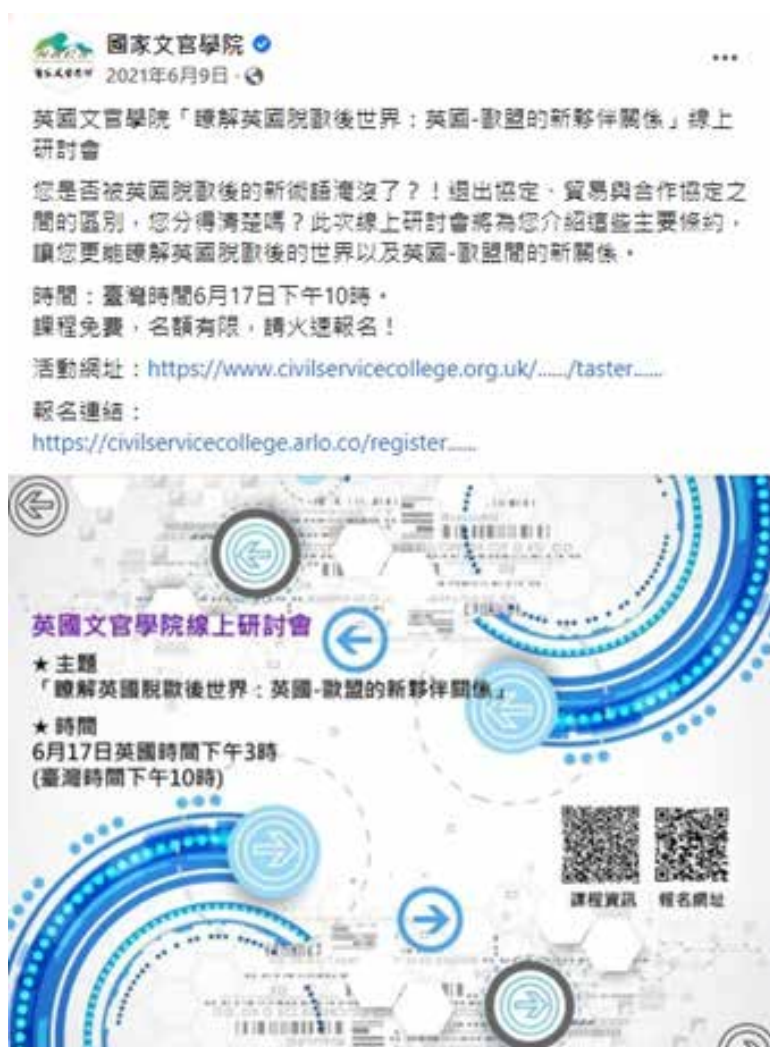 國家文官學院
2021年6月9日
英國文官學院「瞭解英國脫歐後世界：英國-歐盟的新夥伴關係」線上
研討會
您是否被英國脫歐後的新術語淹沒了？！退出協定、貿易與合作協定之
間的區別，您分得清楚嗎？此次線上研討會將為您介紹這些主要條約，
讓您更能瞭解英國脫歐後的世界以及英國-歐盟間的新關係。
時間：臺灣時間6月17日下午10時。
課程免費，名額有限，請火速報名！
活動網址：https://www.civilservicecollege.org.uk/....../taster......
報名連結：
https://civilservicecollege.arlo.co/register......
英國文官學院線上研討會
★主題
「瞭解英國脫歐後世界：英國-歐盟的新夥伴關係」
★時間
6月17日英國時間下午3時
(臺灣時間下午10時)
課程資訊 報名網址